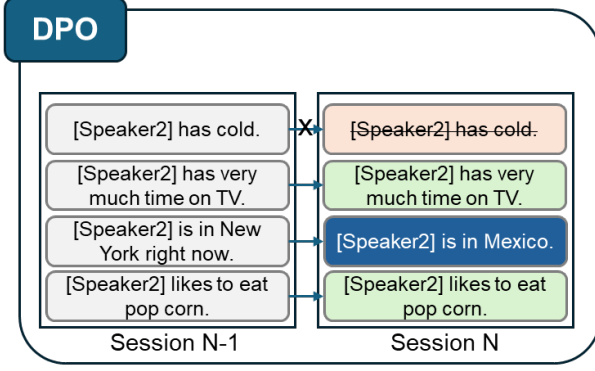 DPO
[Speaker2] has cold.
X
[Speaker2] has cold.
[Speaker2] has very
much time on TV.
[Speaker2] has very
much time on TV.
[Speaker2] is in New
York right now.
[Speaker2] is in Mexico.
[Speaker2] likes to eat
pop corn.
[Speaker2] likes to eat
pop corn.
Session N-1
Session N